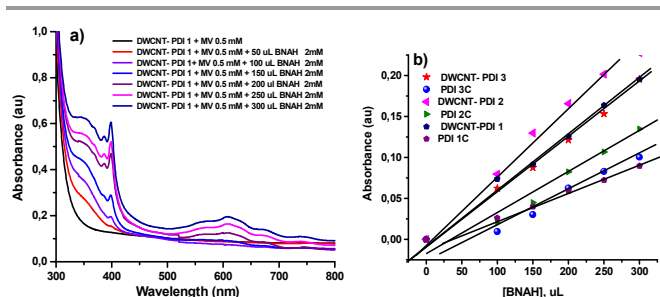 a)
DWCNT- PDI 1 + MV 0.5 mM
DWCNT- PDI 1 + MV 0.5 mM + 50 uL BNAH 2mM
DWCNT- PDI 1+ MV 0.5 mM + 100 uL BNAH 2mM
DWCNT- PDI 1 + MV 0.5 mM + 150 uL BNAH 2mM
DWCNT- PDI 1 + MV 0.5 mM + 200 uL BNAH 2mM
DWCNT- PDI 1 + MV 0.5 mM + 250 uL BNAH 2mM
DWCNT- PDI 1 + MV 0.5 mM + 300 uL BNAH 2mM
Absorbance (au)
1,0
0,8
0,6
0,4
0,2
0,0
300 400 500 600 700 800
Wavelength (nm)
b)
DWCNT- PDI 3
PDI 3C
DWCNT- PDI 2
PDI 2C
DWCNT-PDI 1
PDI 1C
Absorbance (au)
0,20
0,15
0,10
0,05
0,00
0 50 100 150 200 250 300
[BNAH], uL